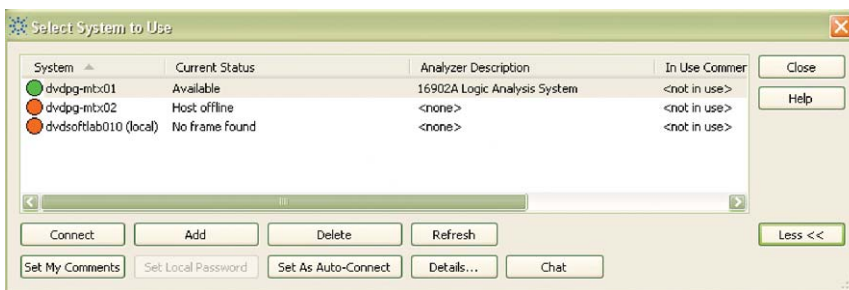 Select System to Use
System Current Status Analyzer Description In Use Commer
dvdpg-mtx01 Available 16902A Logic Analysis System <not in use>
dvdpg-mtx02 Host offline <none> <not in use>
dvdsoftlab010 (local) No frame found <none> <not in use>
Close
Help
Connect Add Delete Refresh Less <<
Set My Comments Set Local Password Set As Auto-Connect Details... Chat